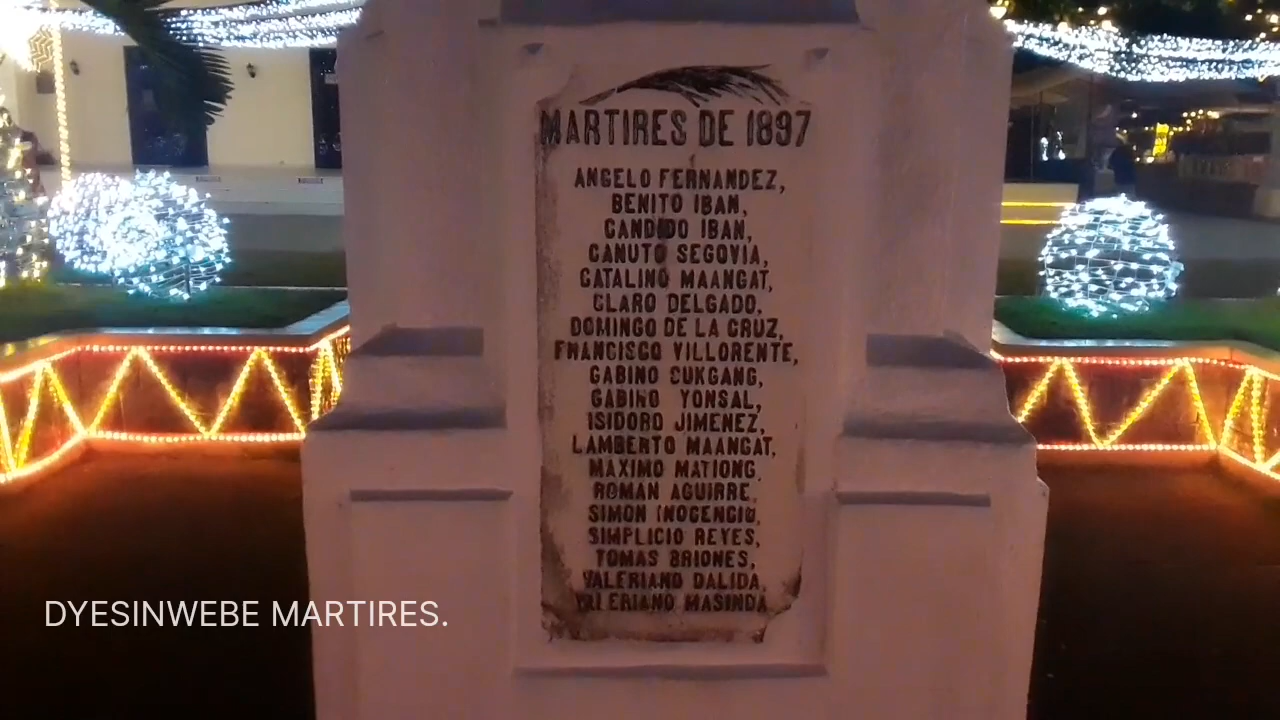 MARTIRES DE 1897
ANGELO FERNANDEZ,
BENITO IBAN,
CANDIDO IBAN,
CANUTO SEGOVIA,
CATALINO MAANGAT,
CLARO DELGADO,
DOMINGO DE LA CRUZ,
FRANCISCO VILLORENTE,
GABINO SUKGANG,
GABINO YONSAL,
ISIDORO JIMENEZ,
LAMBERTO MAANGAT,
MAXIMO MATIONG,
ROMAN AGUIRRE,
SIMON INOCENCIO,
SIMPLICIO REYES,
TOMAS BRIONES,
VALERIANO DALIDA,
VALERIANO MASINDA
DYESINWEBE MARTIRES.